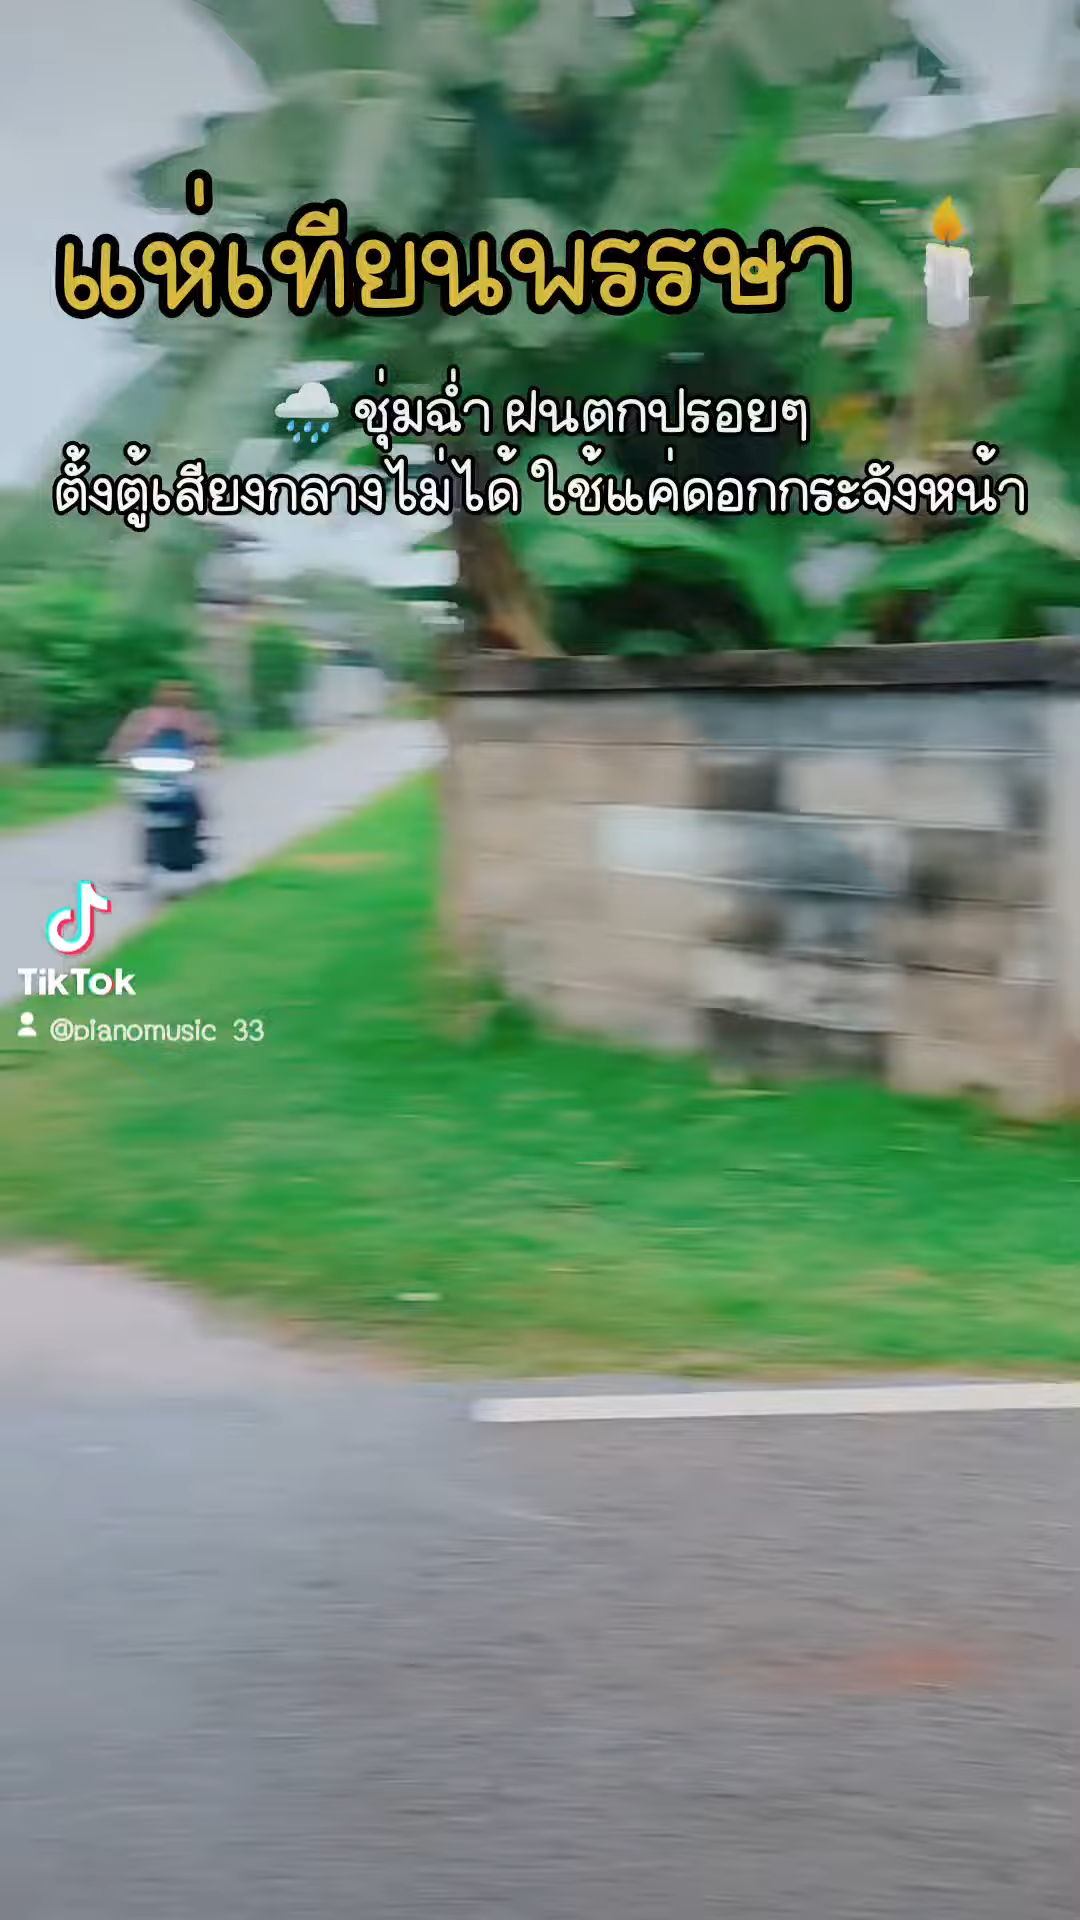 แห่เทียนพรรษา
ชุ่มฉ่ำ ฝนตกปรอยๆ
ตั้งตู้เสียงกลางไม่ได้ ใช้แค่ดอกกระจังหน้า
TikTok
@pianomusic_33